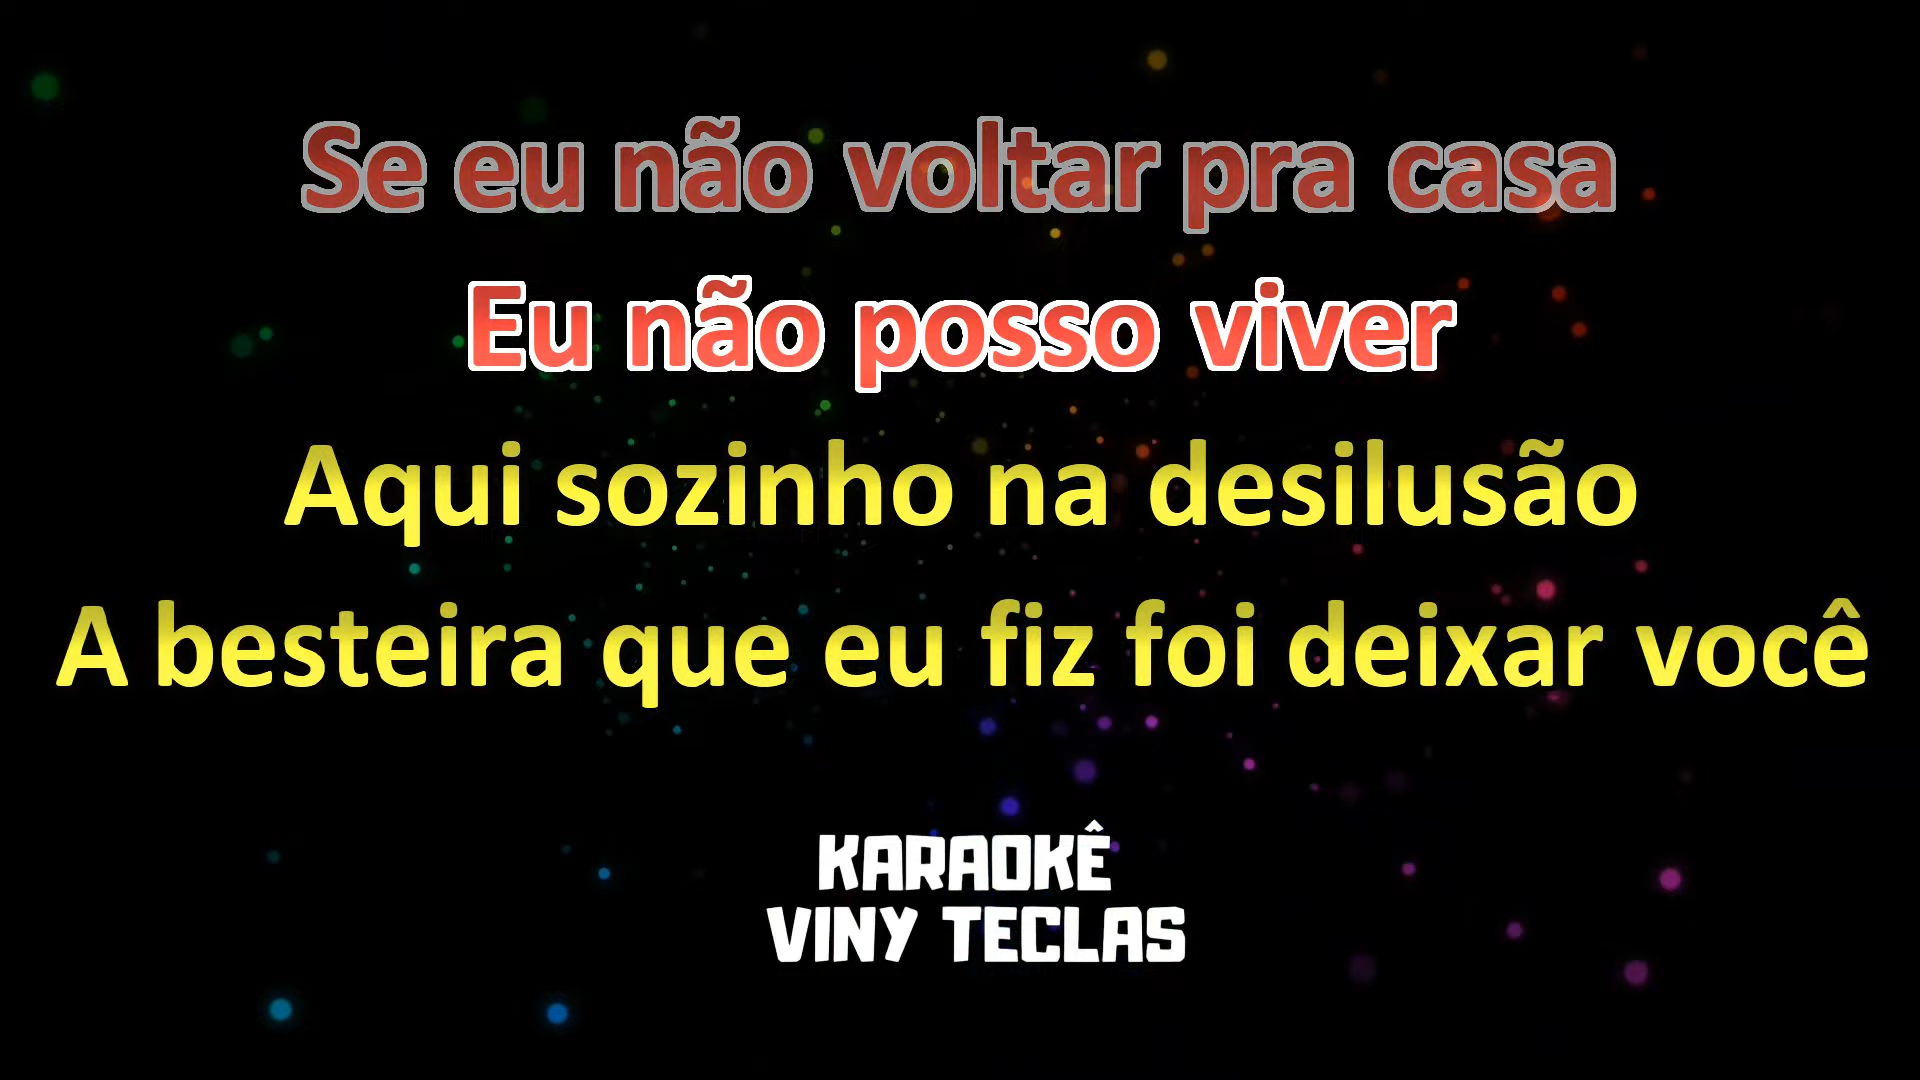 Se eu não voltar pra casa
Eu não posso viver
Aqui sozinho na desilusão
A besteira que eu fiz foi deixar você
KARAOKÊ
VINY TECLAS